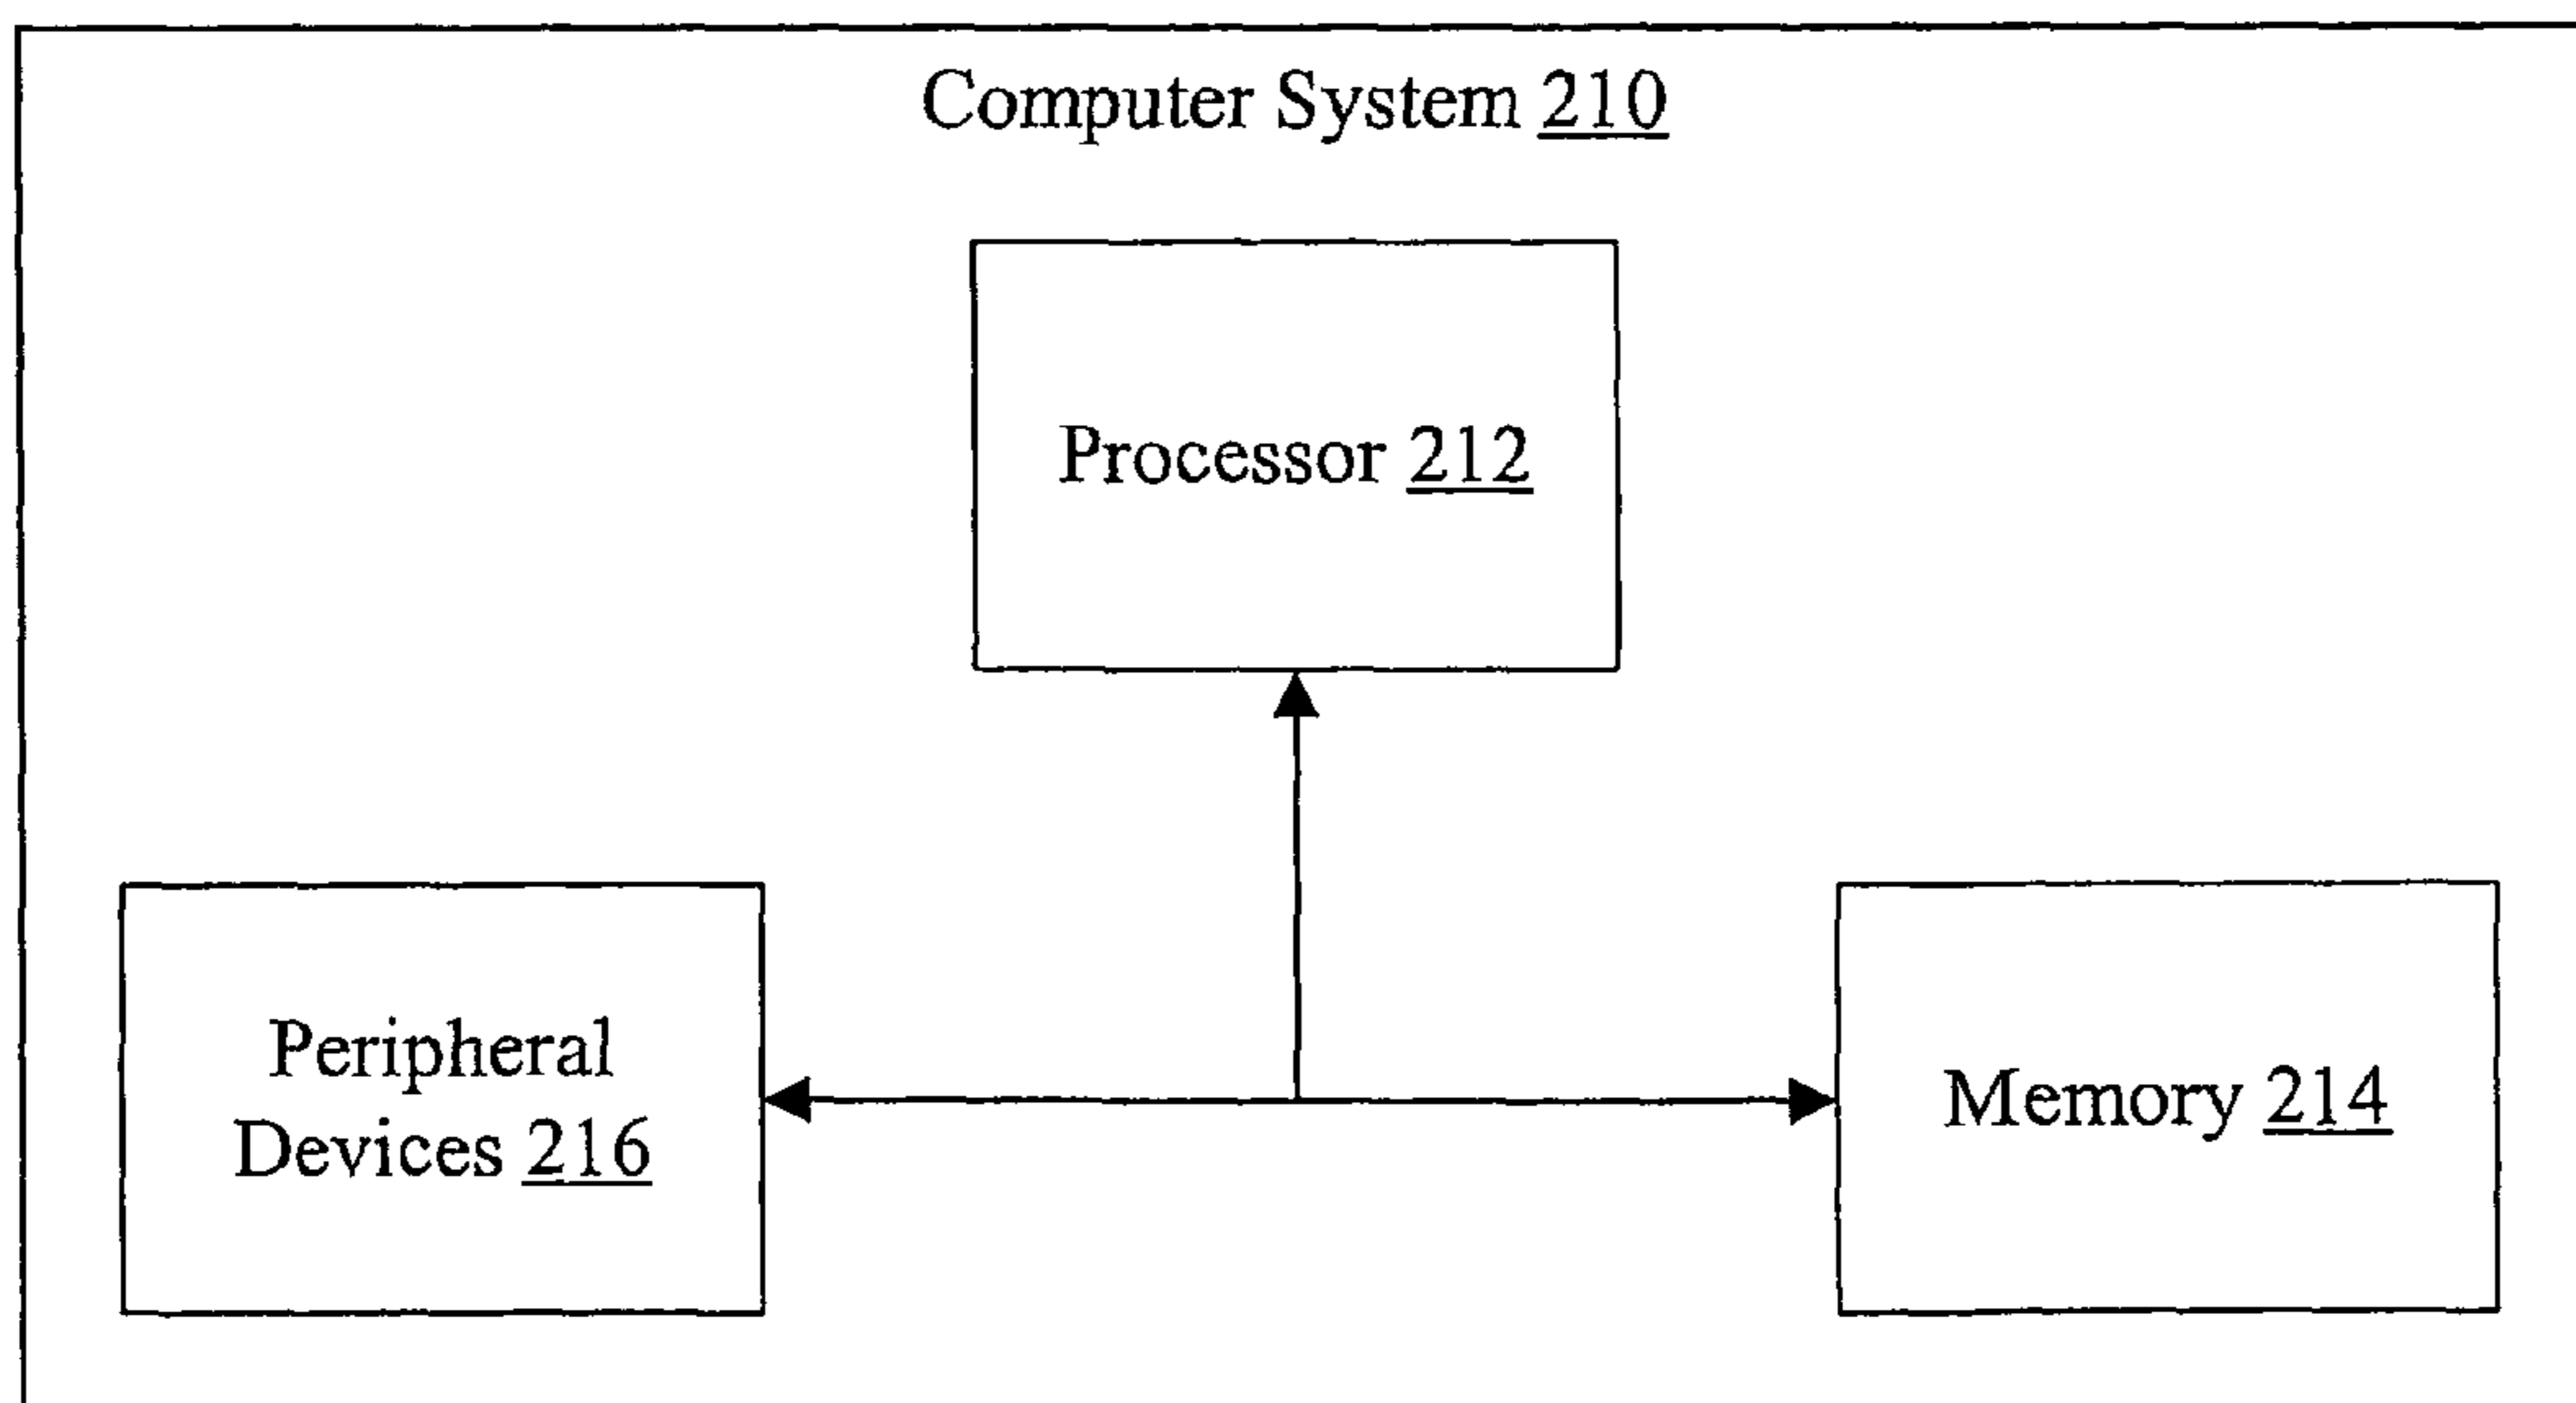 Computer System 210
Processor 212
Peripheral
Devices 216
Memory 214